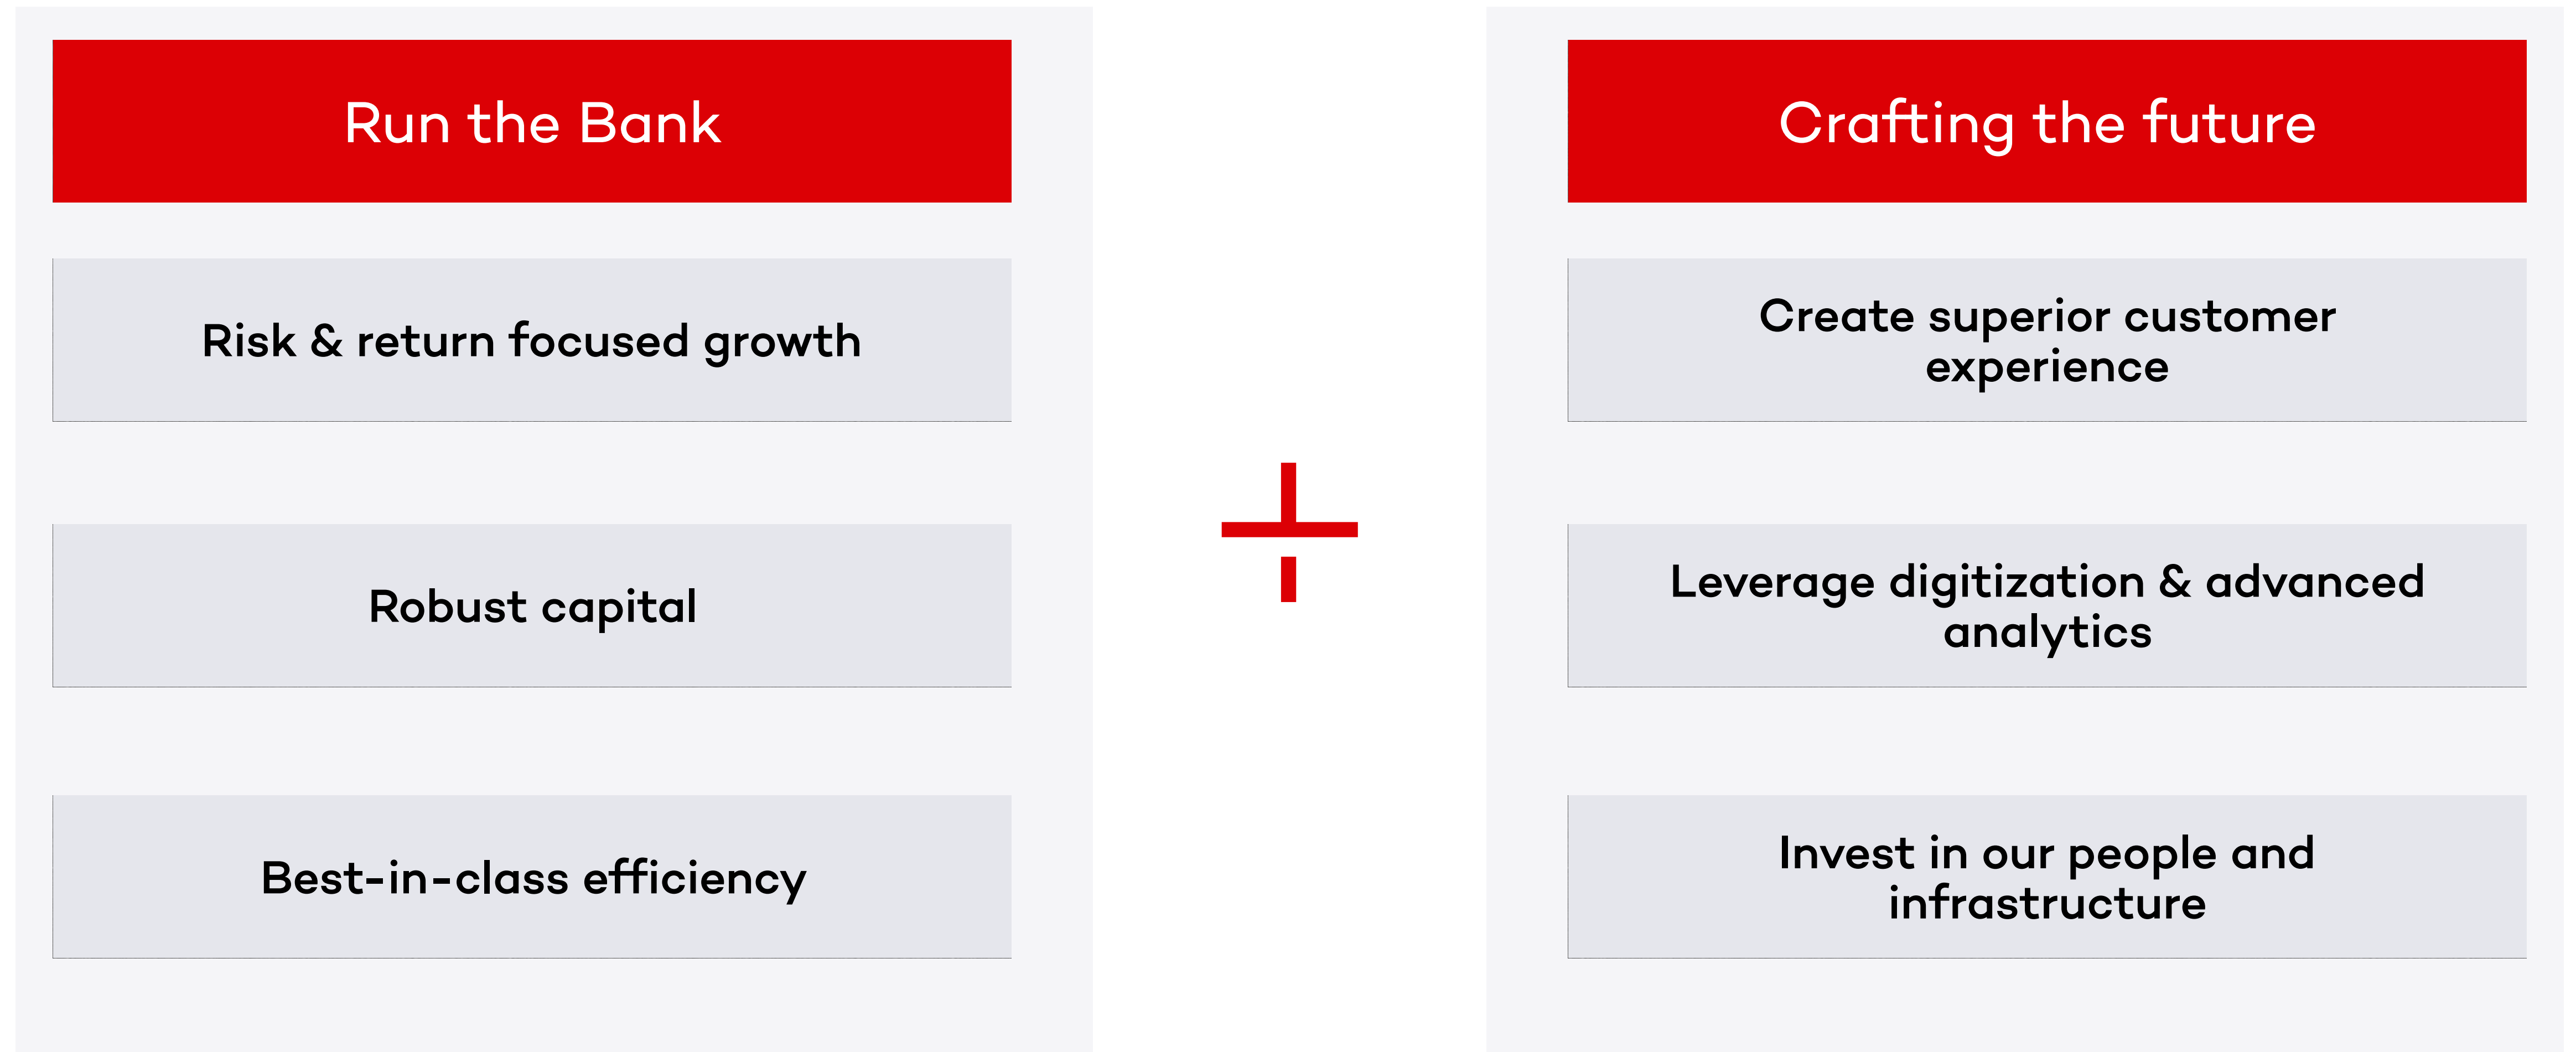 Run the Bank
Risk & return focused growth
Robust capital
Best-in-class efficiency
Crafting the future
Create superior customer
experience
Leverage digitization & advanced
analytics
Invest in our people and
infrastructure